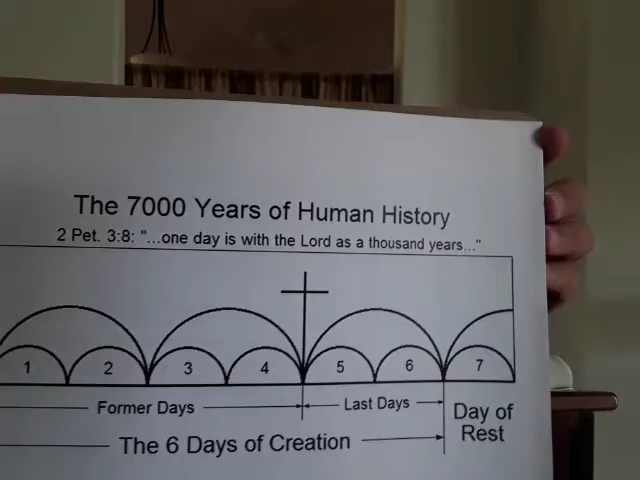 The 7000 Years of Human History
2 Pet. 3:8: "...one day is with the Lord as a thousand years..."
1 2 3 4 5 6 7
Former Days Last Days Day of
Rest
The 6 Days of Creation